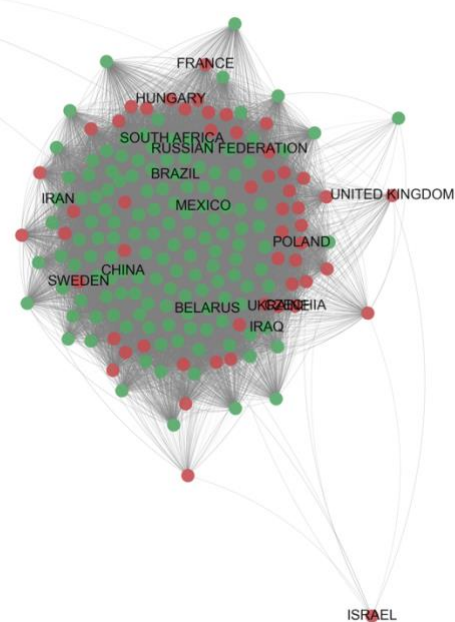 FRANCE
HUNGARY
SOUTH AFRICA
RUSSIAN FEDERATION
BRAZIL
UNITED KINGDOM
IRAN
MEXICO
POLAND
CHINA
SWEDEN
BELARUS
IRAQ
ISRAEL